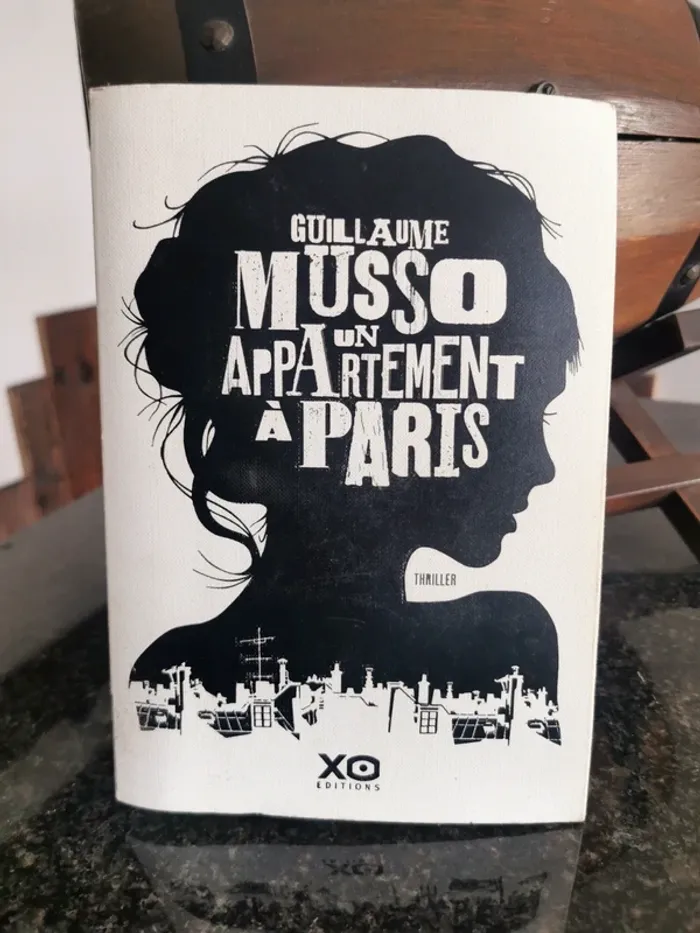 GUILLAUME
MUSSO
UN
APPARTEMENT
À PARIS
THRILLER
XO
EDITIONS